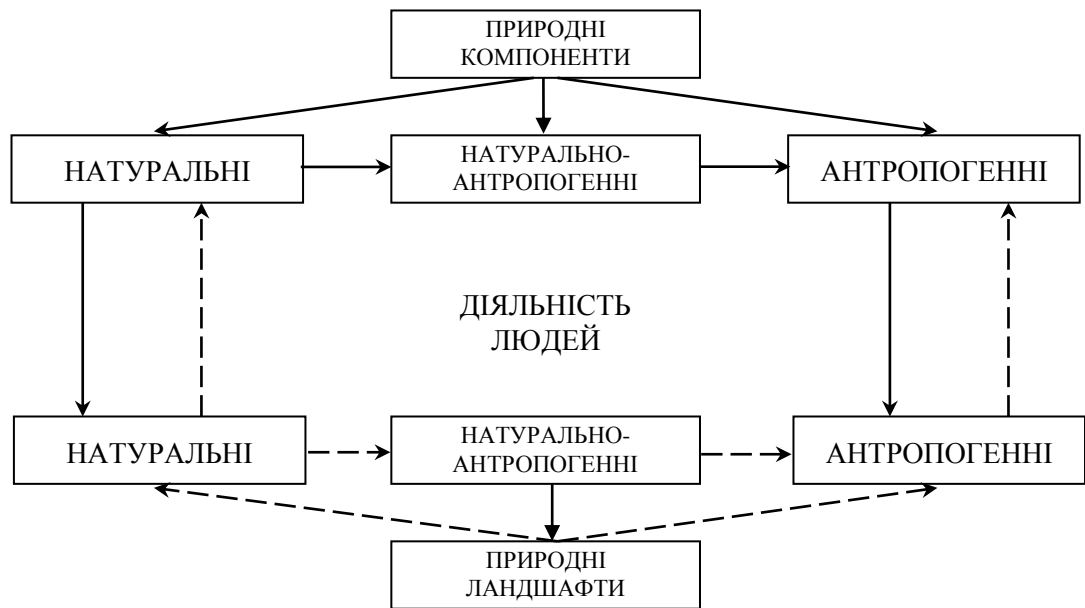 ПРИРОДНІ
КОМПОНЕНТИ
НАТУРАЛЬНІ
НАТУРАЛЬНО-
АНТРОПОГЕННІ
АНТРОПОГЕННІ
ДІЯЛЬНІСТЬ
ЛЮДЕЙ
НАТУРАЛЬНІ
НАТУРАЛЬНО-
АНТРОПОГЕННІ
АНТРОПОГЕННІ
ПРИРОДНІ
ЛАНДШАФТИ